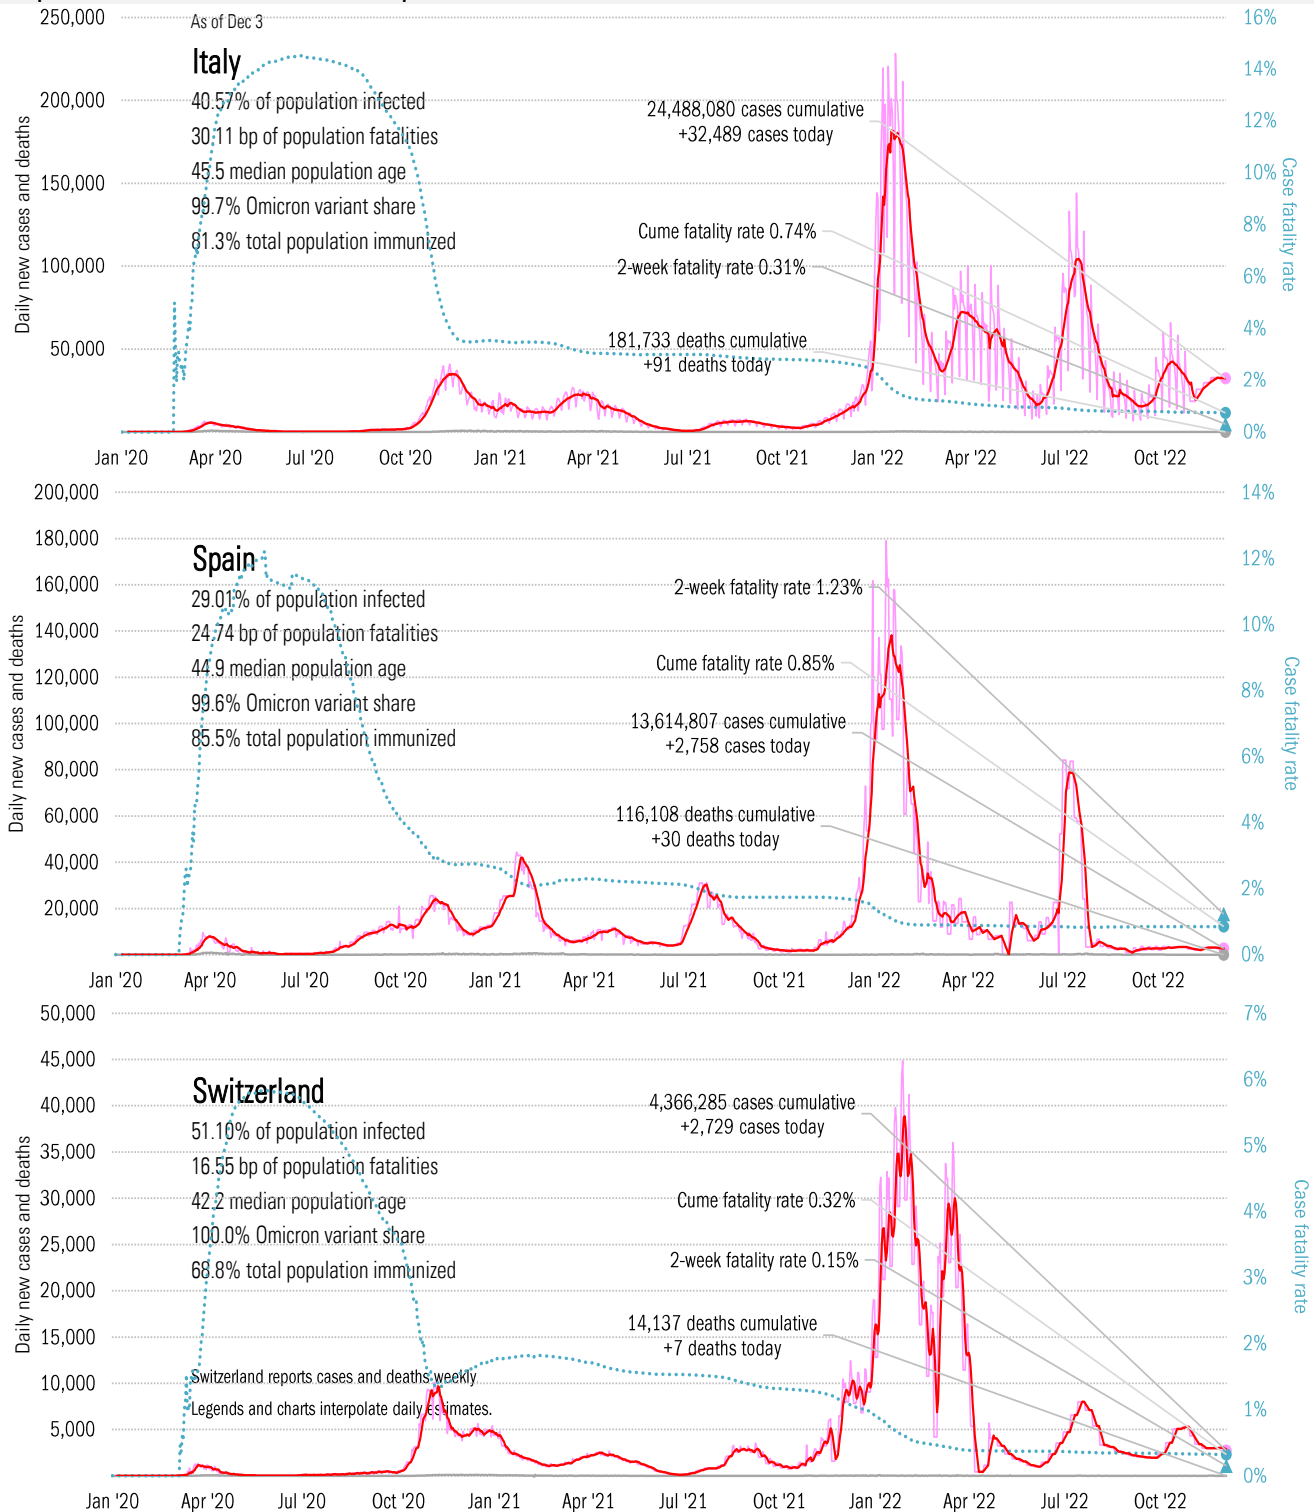 As of Dec 3
Italy
40.57% of population infected
30.11 bp of population fatalities
45.5 median population age
99.7% Omicron variant share
81.3% total population immunized
24,488,080 cases cumulative
+32,489 cases today
Cume fatality rate 0.74%
2-week fatality rate 0.31%
181,733 deaths cumulative
+91 deaths today
Daily new cases and deaths
250,000
200,000
150,000
100,000
50,000
Case fatality rate
16%
14%
12%
10%
8%
6%
4%
2%
0%
Jan '20 Apr '20 Jul '20 Oct '20 Jan '21 Apr '21 Jul '21 Oct '21 Jan '22 Apr '22 Jul '22 Oct '22
Spain
29.01% of population infected
24.74 bp of population fatalities
44.9 median population age
99.6% Omicron variant share
85.5% total population immunized
2-week fatality rate 1.23%
Cume fatality rate 0.85%
13,614,807 cases cumulative
+2,758 cases today
116,108 deaths cumulative
+30 deaths today
Daily new cases and deaths
200,000
180,000
160,000
140,000
120,000
100,000
80,000
60,000
40,000
20,000
Case fatality rate
14%
12%
10%
8%
6%
4%
2%
0%
Jan '20 Apr '20 Jul '20 Oct '20 Jan '21 Apr '21 Jul '21 Oct '21 Jan '22 Apr '22 Jul '22 Oct '22
Switzerland
51.10% of population infected
16.55 bp of population fatalities
42.2 median population age
100.0% Omicron variant share
68.8% total population immunized
Switzerland reports cases and deaths weekly
Legends and charts interpolate daily estimates.
4,366,285 cases cumulative
+2,729 cases today
Cume fatality rate 0.32%
2-week fatality rate 0.15%
14,137 deaths cumulative
+7 deaths today
Daily new cases and deaths
50,000
45,000
40,000
35,000
30,000
25,000
20,000
15,000
10,000
5,000
Case fatality rate
7%
6%
5%
4%
3%
2%
1%
0%
Jan '20 Apr '20 Jul '20 Oct '20 Jan '21 Apr '21 Jul '21 Oct '21 Jan '22 Apr '22 Jul '22 Oct '22